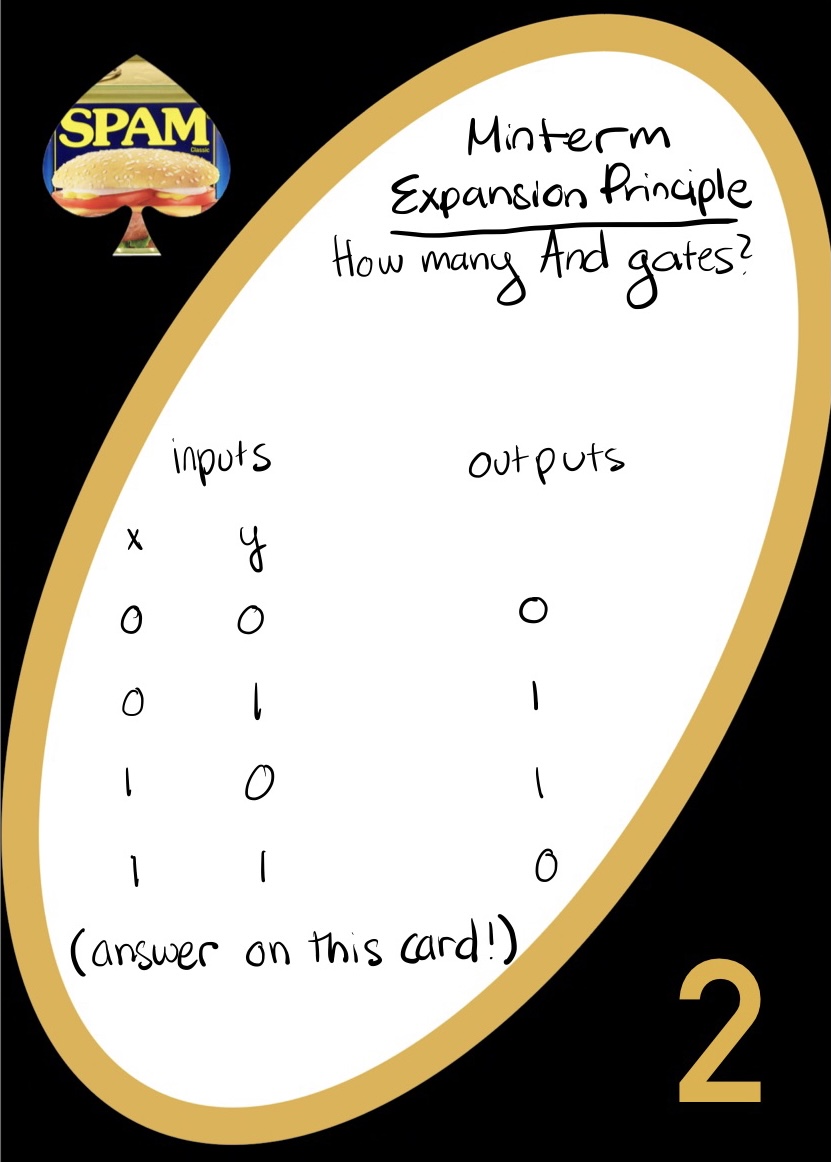 SPAM
Classic
Minterm
Expansion Principle
How many And gates?
inputs outputs
x y
0 0 0
0 1 1
1 0 1
1 1 0
(answer on this card!)
2